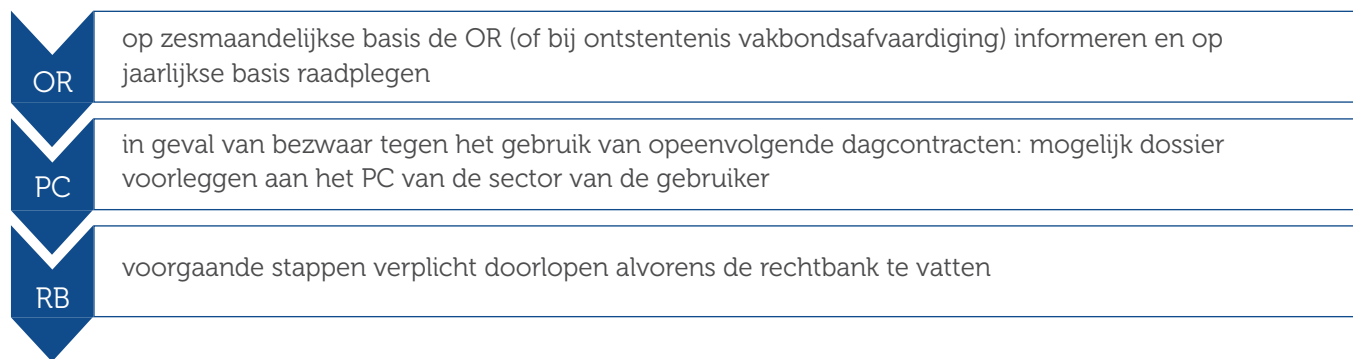 OR
op zesmaandelijkse basis de OR (of bij ontstentenis vakbondsafvaardiging) informeren en op
jaarlijkse basis raadplegen
PC
in geval van bezwaar tegen het gebruik van opeenvolgende dagcontracten: mogelijk dossier
voorleggen aan het PC van de sector van de gebruiker
RB
voorgaande stappen verplicht doorlopen alvorens de rechtbank te vatten